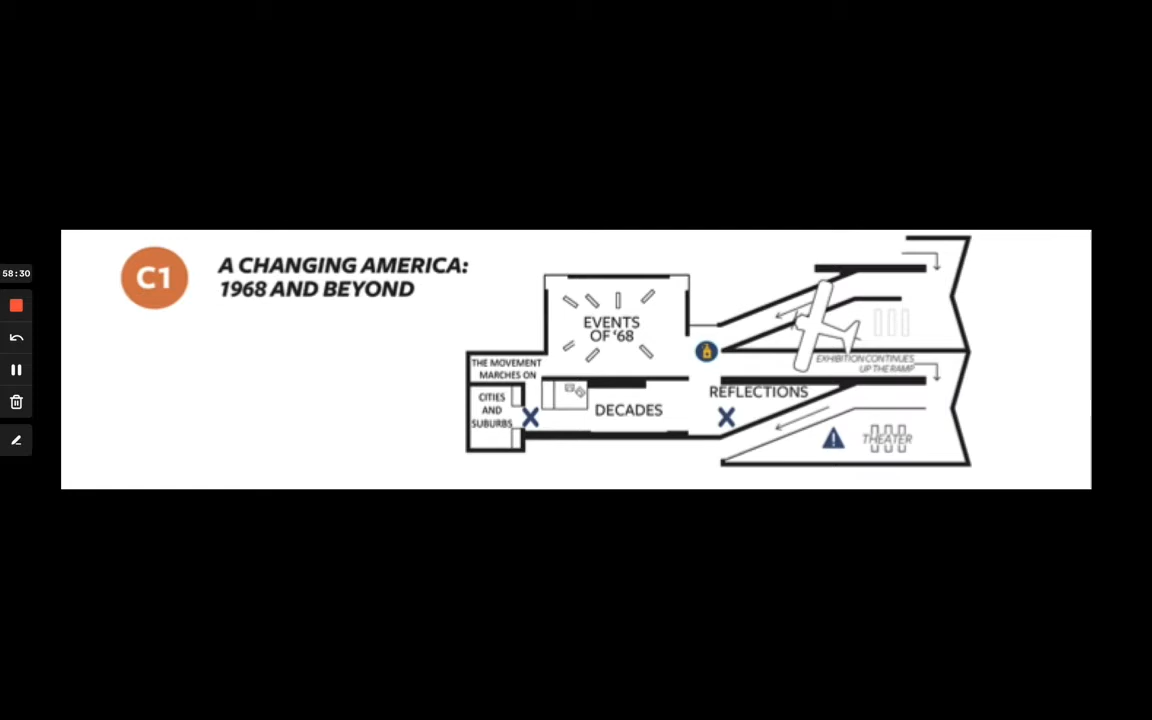 C1
A CHANGING AMERICA:
1968 AND BEYOND
58:30
EVENTS
OF '68
THE MOVEMENT
MARCHES ON
CITIES
AND
SUBURBS
DECADES
REFLECTIONS
EXHIBITION CONTINUES
UP THE RAMP
THEATER